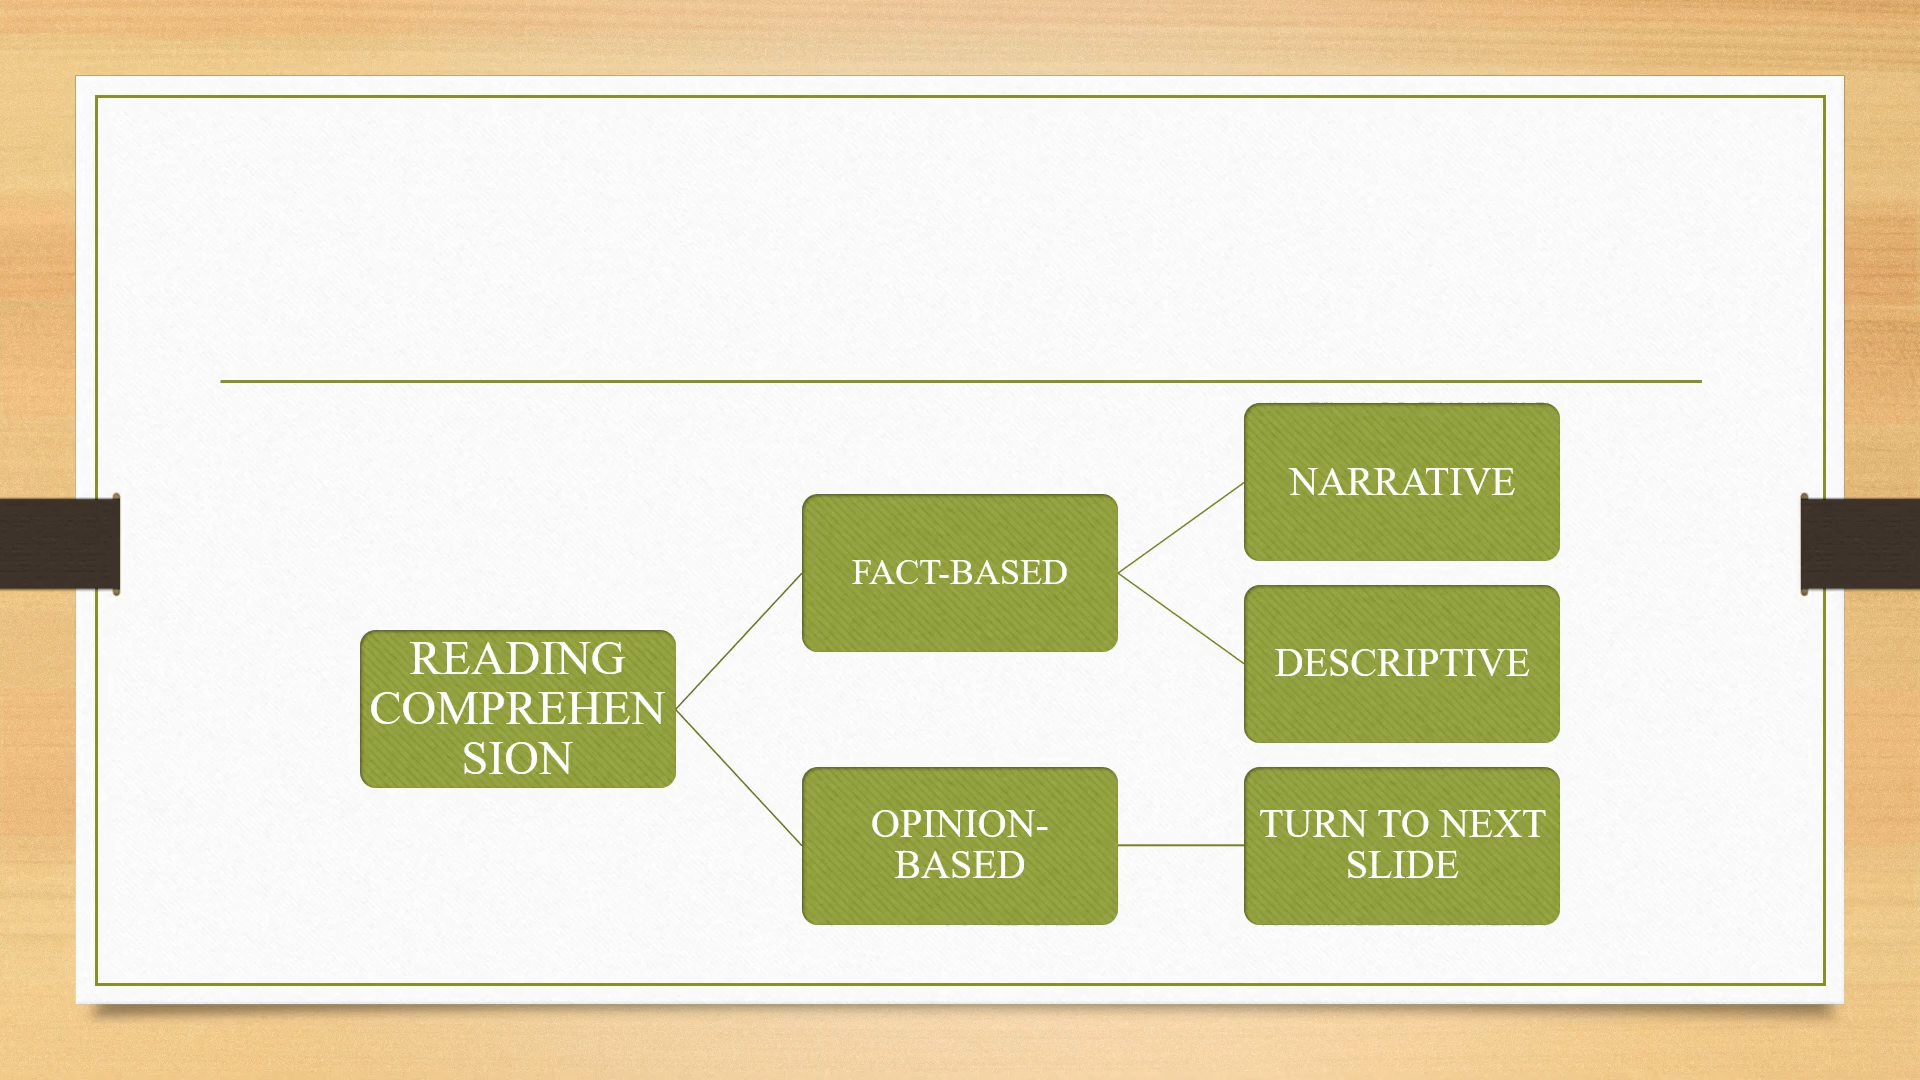 READING
COMPREHEN
SION
FACT-BASED
NARRATIVE
DESCRIPTIVE
OPINION-
BASED
TURN TO NEXT
SLIDE